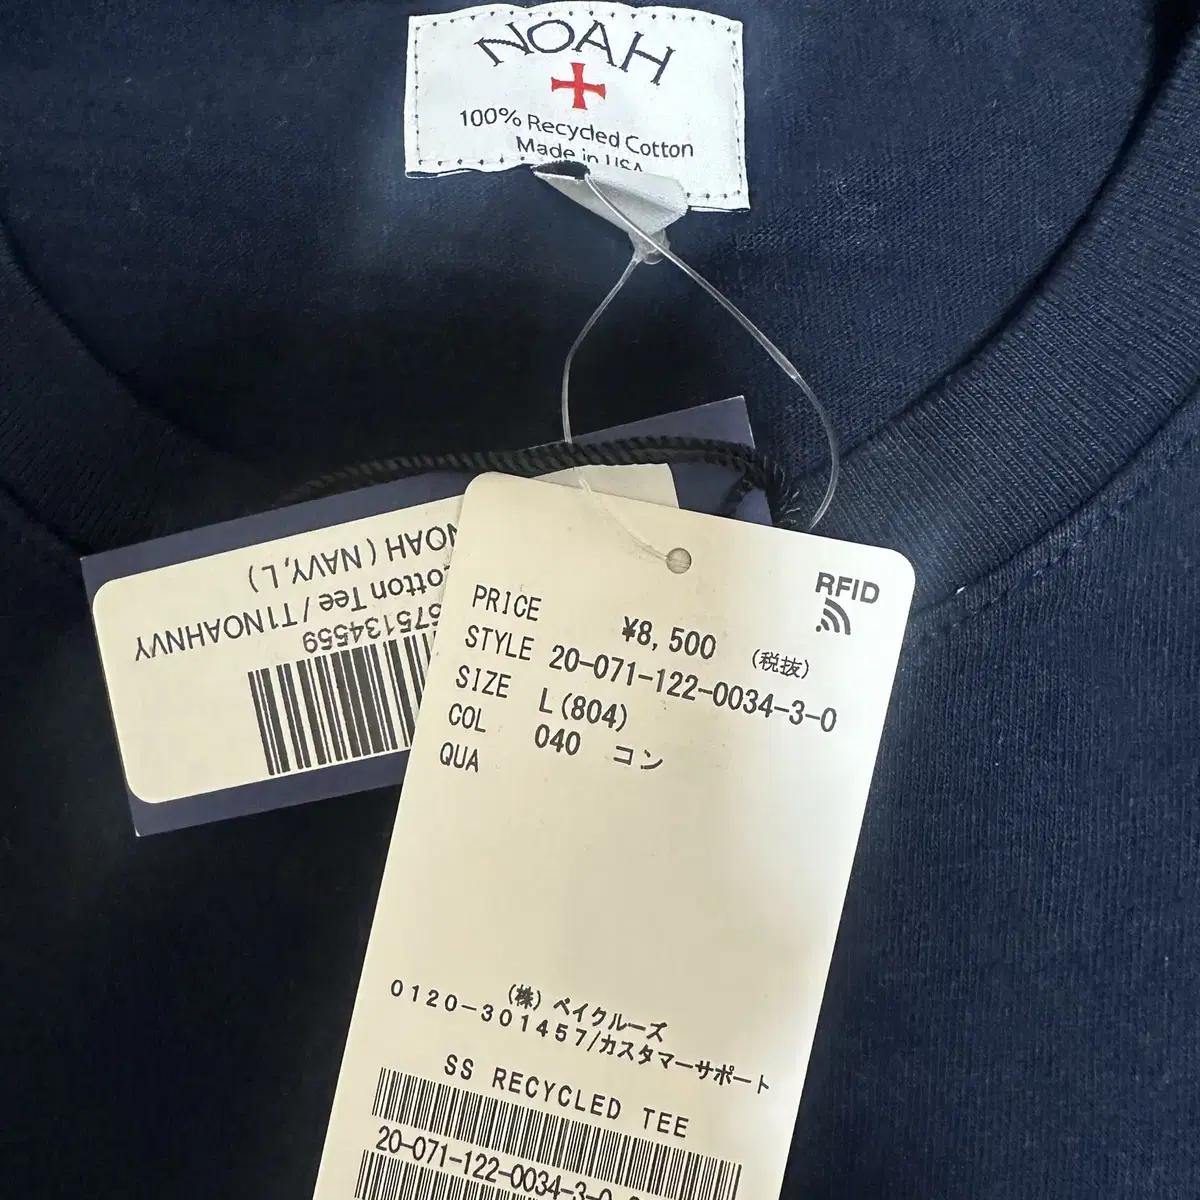 NOAH
100% Recycled Cotton
Made in USA
NOAH (NAVY, L)
Cotton Tee / T1NOAHNVY
675134559
RFID
PRICE ¥8,500 (税抜)
STYLE 20-071-122-0034-3-0
SIZE L(804)
COL 040 コン
QUA
(株) ベイクルーズ
0120-301457/カスタマーサポート
SS RECYCLED TEE
20-071-122-0034-3-0